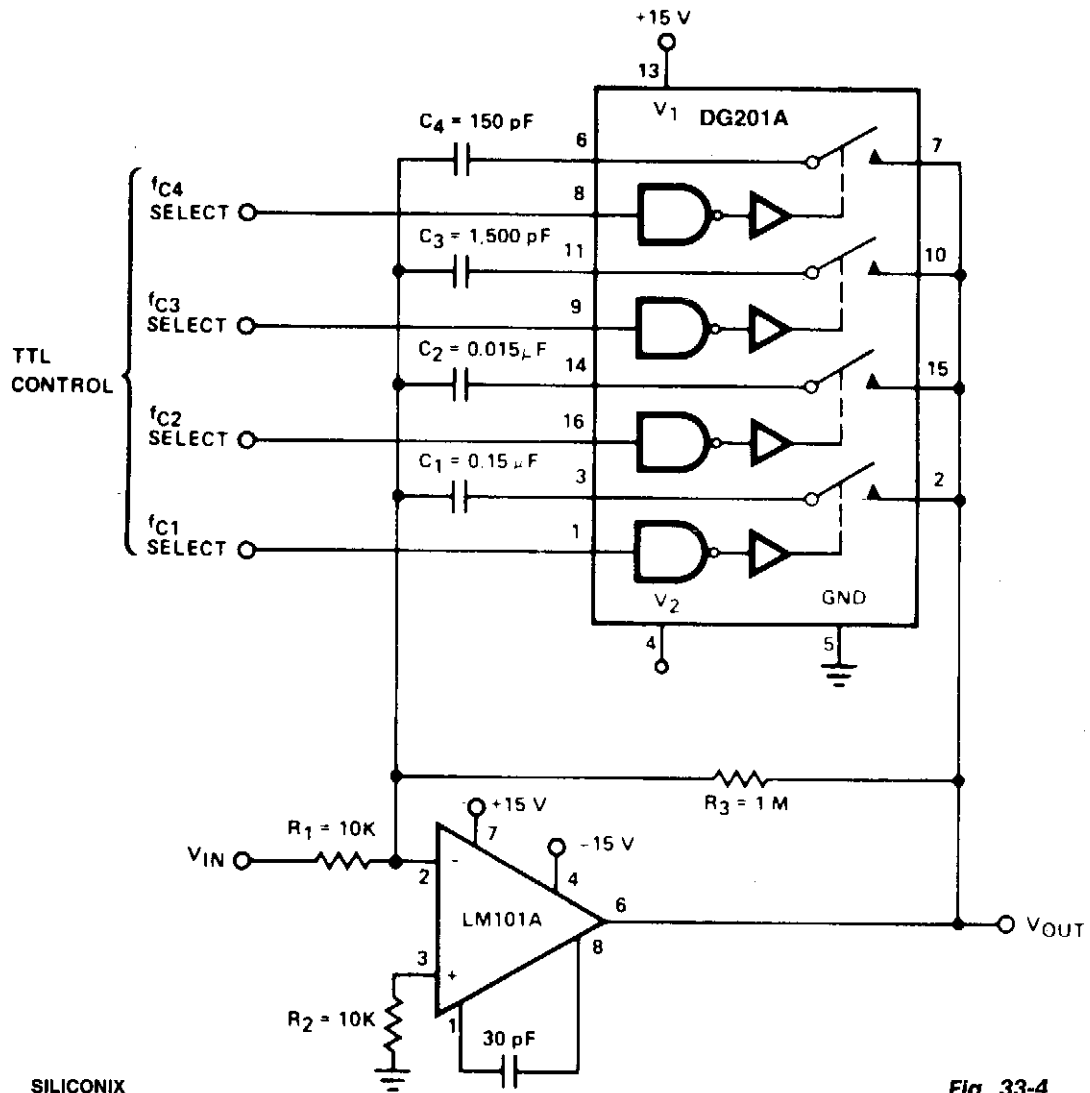 +15 V
13
V1
DG201A
C4 = 150 pF
6
7
fC4
SELECT
8
C3 = 1,500 pF
11
10
fC3
SELECT
9
TTL
CONTROL
C2 = 0.015 μF
14
15
fC2
SELECT
16
C1 = 0.15 μF
3
2
fC1
SELECT
1
V2
GND
4
5
R3 = 1 M
+15 V
R1 = 10K
7
-15 V
VIN
-
2
4
LM101A
6
VOUT
8
3
+
R2 = 10K
1
30 pF
SILICONIX
Fig. 33-4